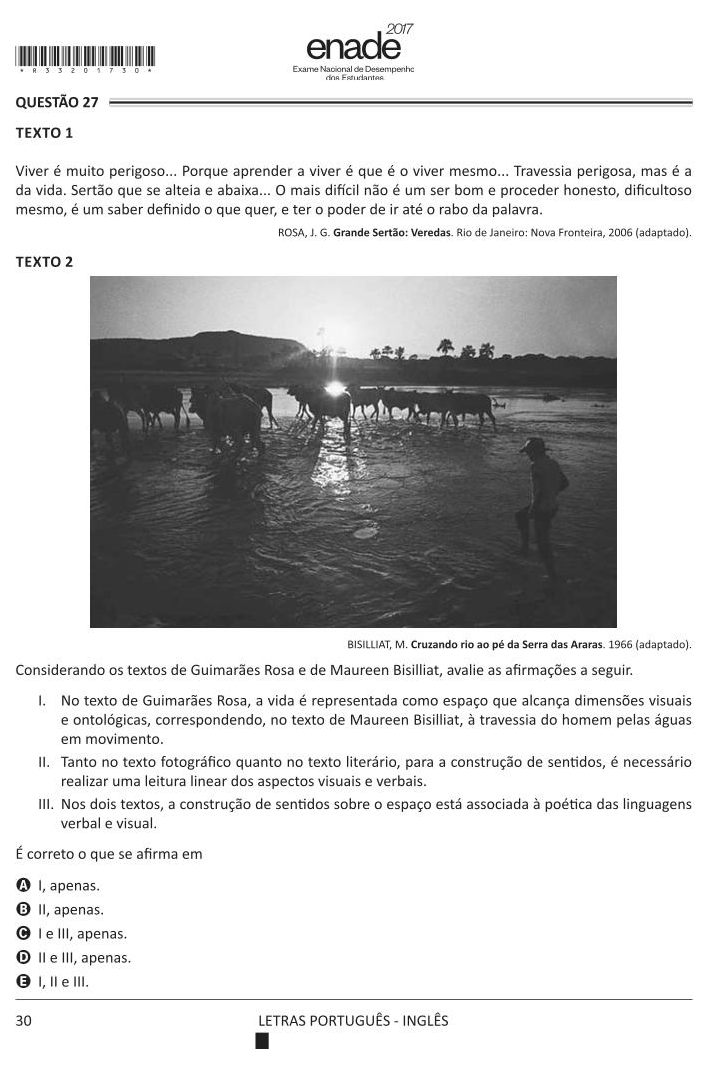 2017
enade
Exame Nacional de Desempenho
dos Estudantes
*R3320173 0*
QUESTÃO 27
TEXTO 1
Viver é muito perigoso... Porque aprender a viver é que é o viver mesmo... Travessia perigosa, mas é a
da vida. Sertão que se alteia e abaixa... O mais difícil não é um ser bom e proceder honesto, dificultoso
mesmo, é um saber definido o que quer, e ter o poder de ir até o rabo da palavra.
ROSA, J. G. Grande Sertão: Veredas. Rio de Janeiro: Nova Fronteira, 2006 (adaptado).
TEXTO 2
BISILLIAT, M. Cruzando rio ao pé da Serra das Araras. 1966 (adaptado).
Considerando os textos de Guimarães Rosa e de Maureen Bisilliat, avalie as afirmações a seguir.
I. No texto de Guimarães Rosa, a vida é representada como espaço que alcança dimensões visuais
e ontológicas, correspondendo, no texto de Maureen Bisilliat, à travessia do homem pelas águas
em movimento.
II. Tanto no texto fotográfico quanto no texto literário, para a construção de sentidos, é necessário
realizar uma leitura linear dos aspectos visuais e verbais.
III. Nos dois textos, a construção de sentidos sobre o espaço está associada à poética das linguagens
verbal e visual.
É correto o que se afirma em
A I, apenas.
B II, apenas.
C I e III, apenas.
D II e III, apenas.
E I, II e III.
30 LETRAS PORTUGUÊS - INGLÊS